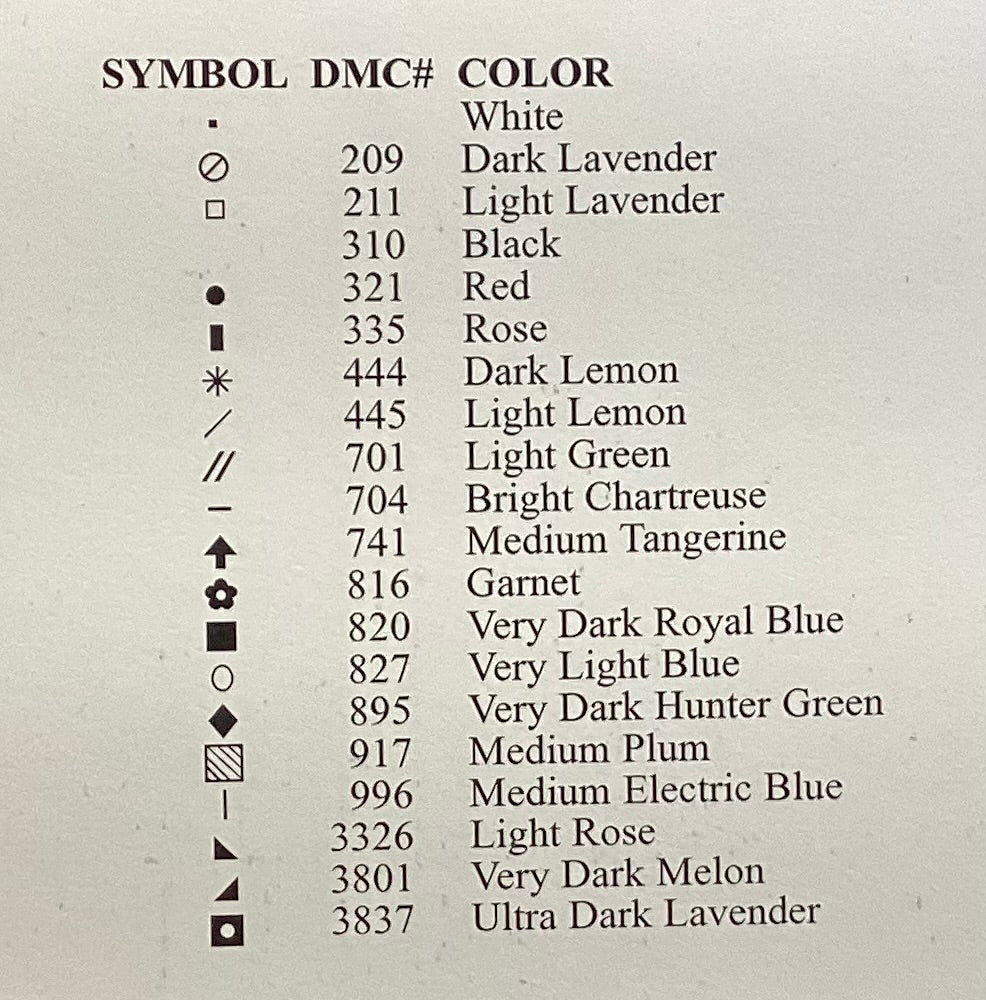 SYMBOL DMC# COLOR
▪ White
⊘ 209 Dark Lavender
□ 211 Light Lavender
310 Black
● 321 Red
▮ 335 Rose
✳ 444 Dark Lemon
/ 445 Light Lemon
// 701 Light Green
– 704 Bright Chartreuse
⬆ 741 Medium Tangerine
✿ 816 Garnet
■ 820 Very Dark Royal Blue
○ 827 Very Light Blue
◆ 895 Very Dark Hunter Green
▧ 917 Medium Plum
| 996 Medium Electric Blue
◣ 3326 Light Rose
◢ 3801 Very Dark Melon
◘ 3837 Ultra Dark Lavender